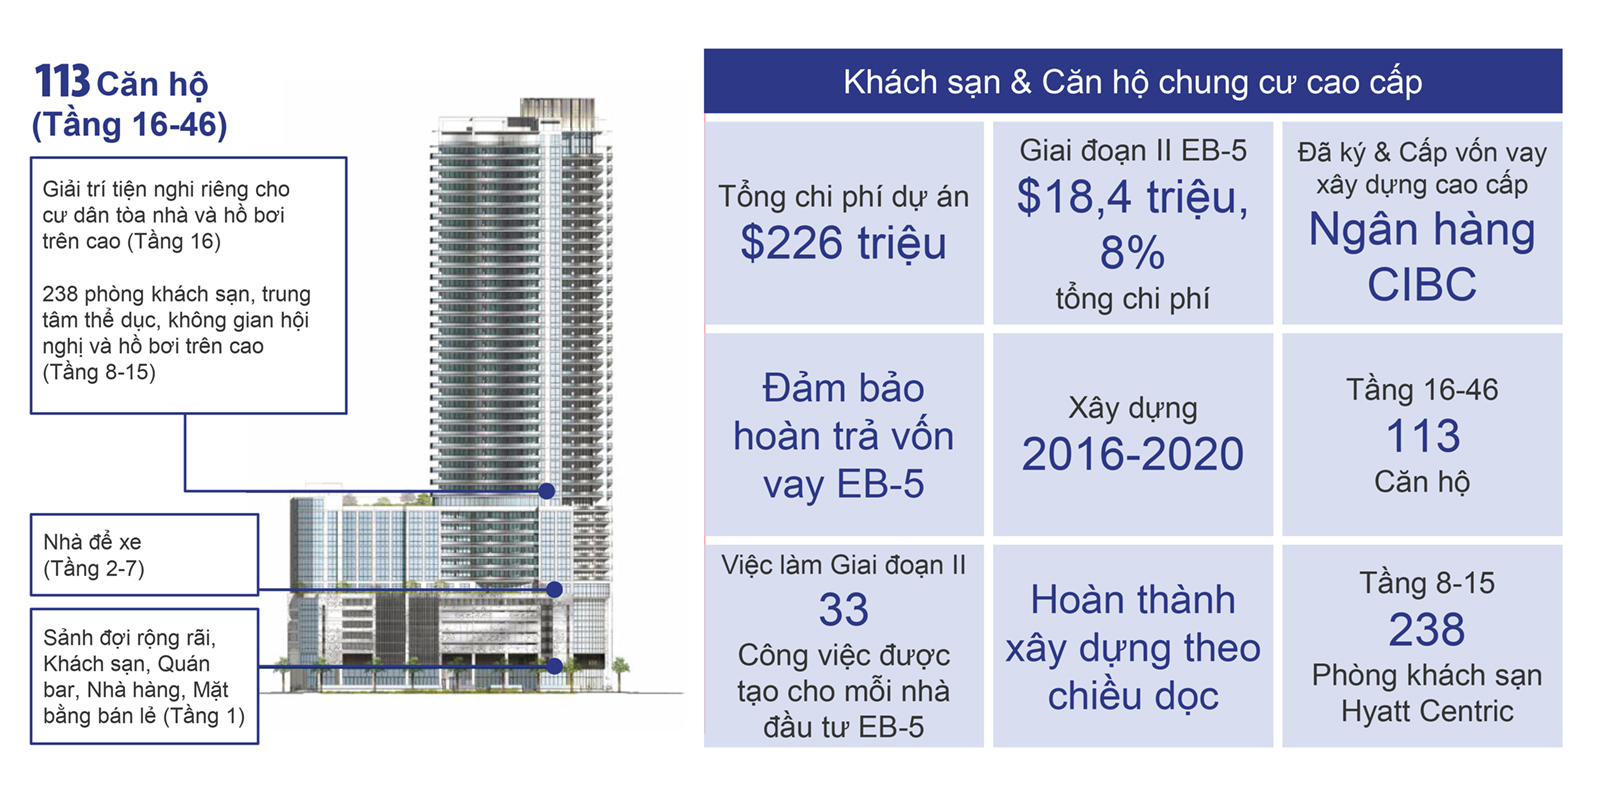 113 Căn hộ
(Tầng 16-46)
Giải trí tiện nghi riêng cho
cư dân tòa nhà và hồ bơi
trên cao (Tầng 16)
238 phòng khách sạn, trung
tâm thể dục, không gian hội
nghị và hồ bơi trên cao
(Tầng 8-15)
Nhà để xe
(Tầng 2-7)
Sảnh đợi rộng rãi,
Khách sạn, Quán
bar, Nhà hàng, Mặt
bằng bán lẻ (Tầng 1)
Khách sạn & Căn hộ chung cư cao cấp
Tổng chi phí dự án
$226 triệu
Giai đoạn II EB-5
$18,4 triệu,
8%
tổng chi phí
Đã ký & Cấp vốn vay
xây dựng cao cấp
Ngân hàng
CIBC
Đảm bảo
hoàn trả vốn
vay EB-5
Xây dựng
2016-2020
Tầng 16-46
113
Căn hộ
Việc làm Giai đoạn II
33
Công việc được
tạo cho mỗi nhà
đầu tư EB-5
Hoàn thành
xây dựng theo
chiều dọc
Tầng 8-15
238
Phòng khách sạn
Hyatt Centric